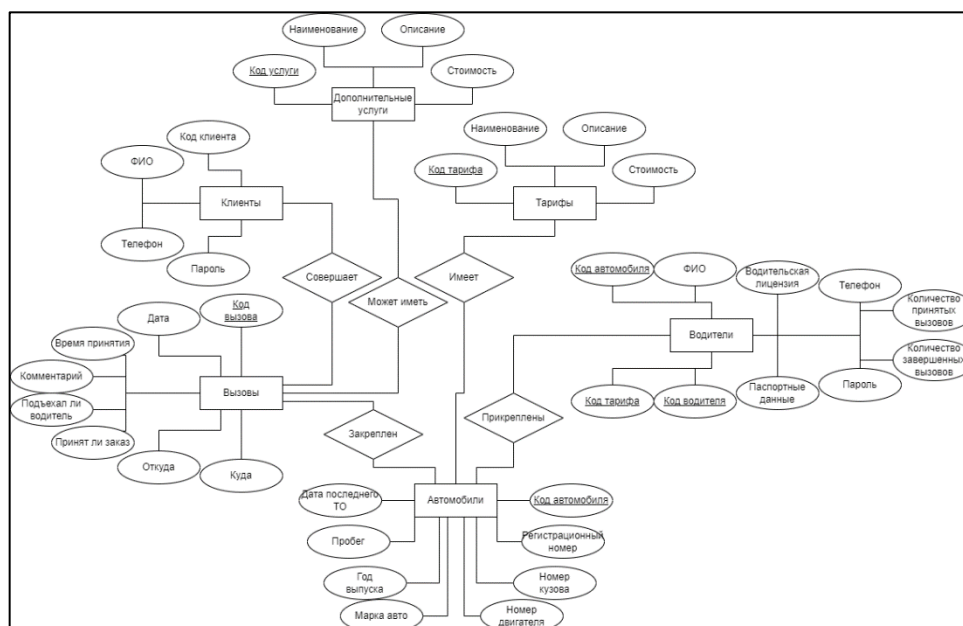 Наименование
Описание
Код услуги
Стоимость
Дополнительные
услуги
Код клиента
ФИО
Клиенты
Телефон
Пароль
Наименование
Описание
Код тарифа
Стоимость
Тарифы
Совершает
Может иметь
Имеет
Код автомобиля
ФИО
Водительская
лицензия
Телефон
Количество
принятых
вызовов
Водители
Количество
завершенных
вызовов
Код тарифа
Код водителя
Паспортные
данные
Пароль
Прикреплены
Дата
Код
вызова
Время принятия
Комментарий
Подъехал ли
водитель
Принят ли заказ
Вызовы
Откуда
Куда
Закреплен
Дата последнего
ТО
Автомобили
Код автомобиля
Пробег
Регистрационный
номер
Год
выпуска
Номер
кузова
Марка авто
Номер
двигателя